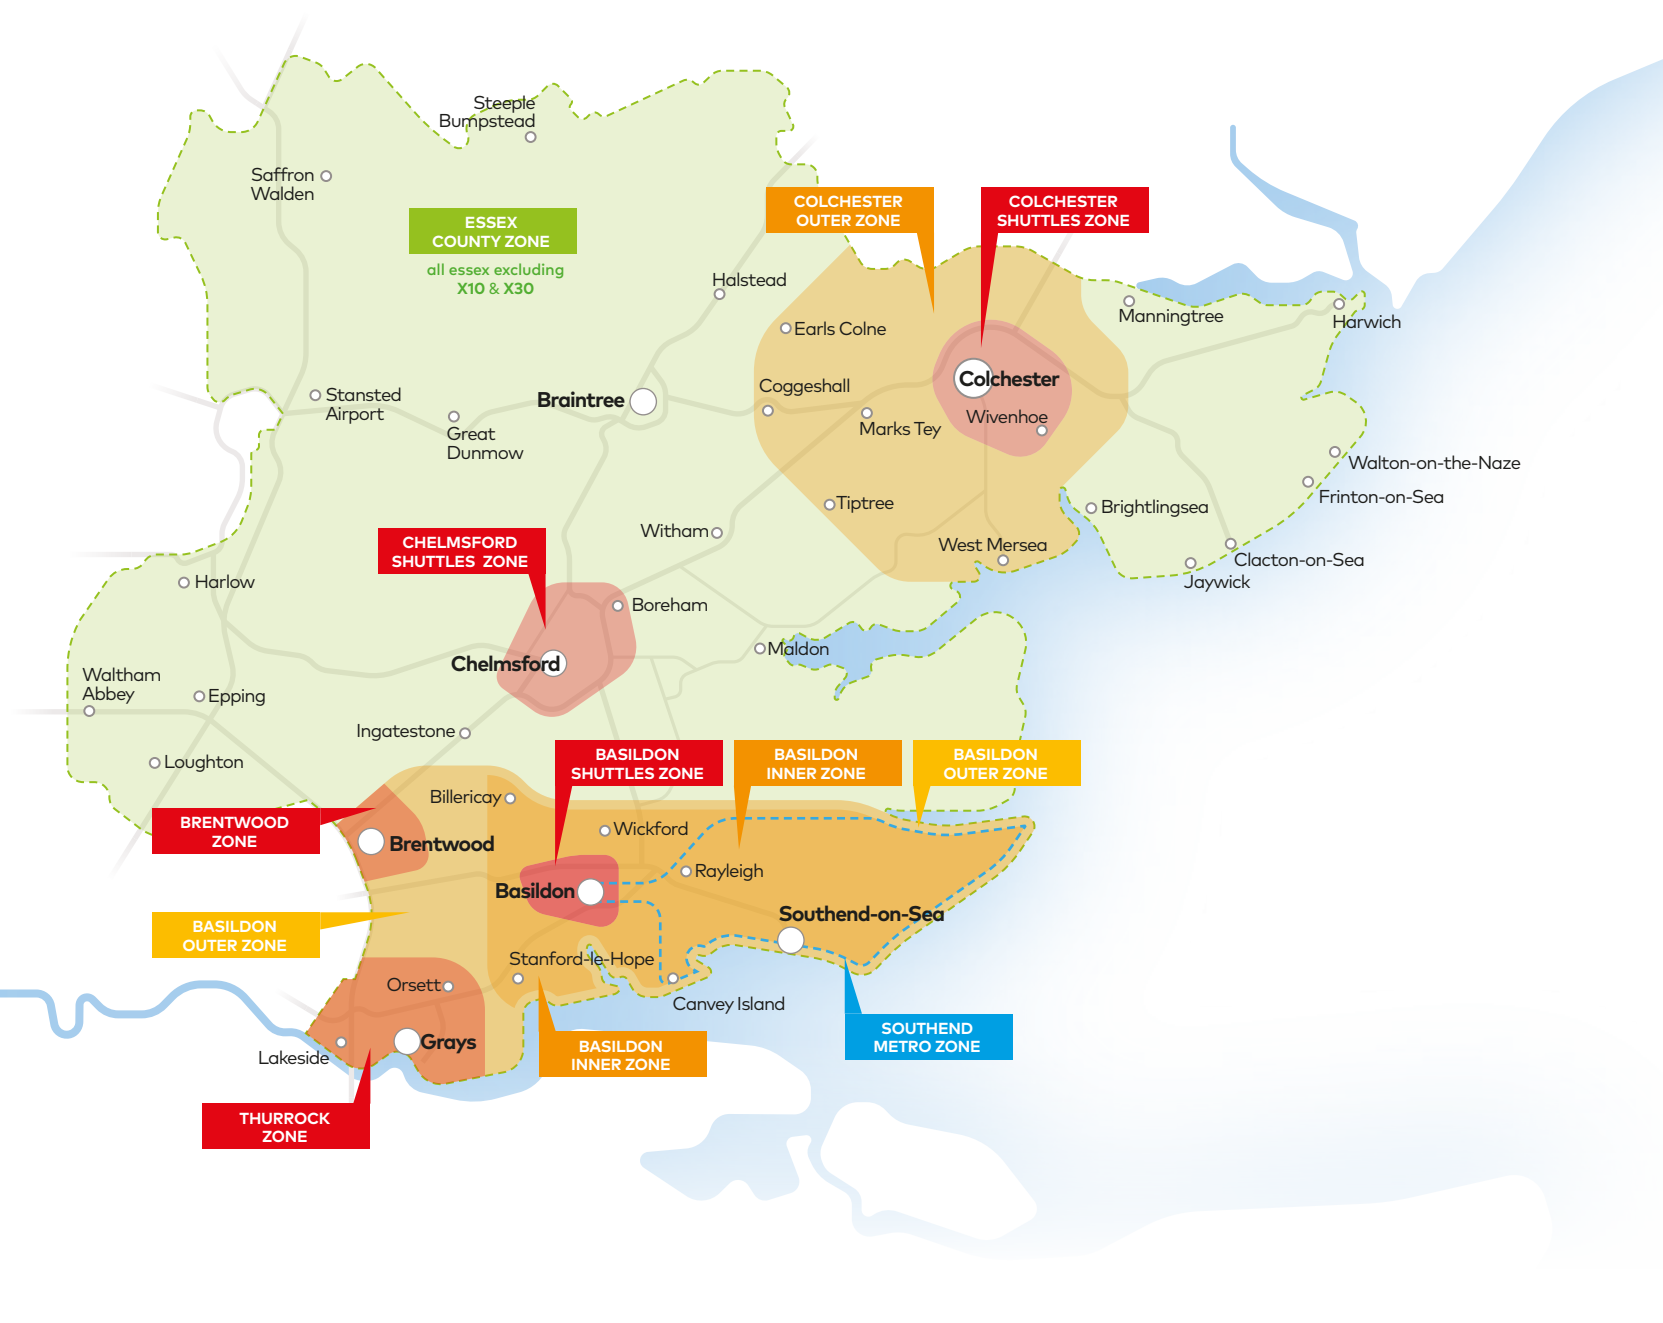 Steeple
Bumpstead
Saffron
Walden
ESSEX
COUNTY ZONE
all essex excluding
X10 & X30
COLCHESTER
OUTER ZONE
COLCHESTER
SHUTTLES ZONE
Halstead
Earls Colne
Manningtree
Harwich
Stansted
Airport
Braintree
Coggeshall
Colchester
Wivenhoe
Marks Tey
Great
Dunmow
Walton-on-the-Naze
Frinton-on-Sea
Tiptree
Brightlingsea
Witham
West Mersea
Clacton-on-Sea
Jaywick
CHELMSFORD
SHUTTLES ZONE
Harlow
Boreham
Maldon
Chelmsford
Waltham
Abbey
Epping
Ingatestone
Loughton
BASILDON
SHUTTLES ZONE
BASILDON
INNER ZONE
BASILDON
OUTER ZONE
Billericay
BRENTWOOD
ZONE
Wickford
Brentwood
Rayleigh
Basildon
Southend-on-Sea
BASILDON
OUTER ZONE
Stanford-le-Hope
Orsett
Canvey Island
SOUTHEND
METRO ZONE
Grays
Lakeside
BASILDON
INNER ZONE
THURROCK
ZONE